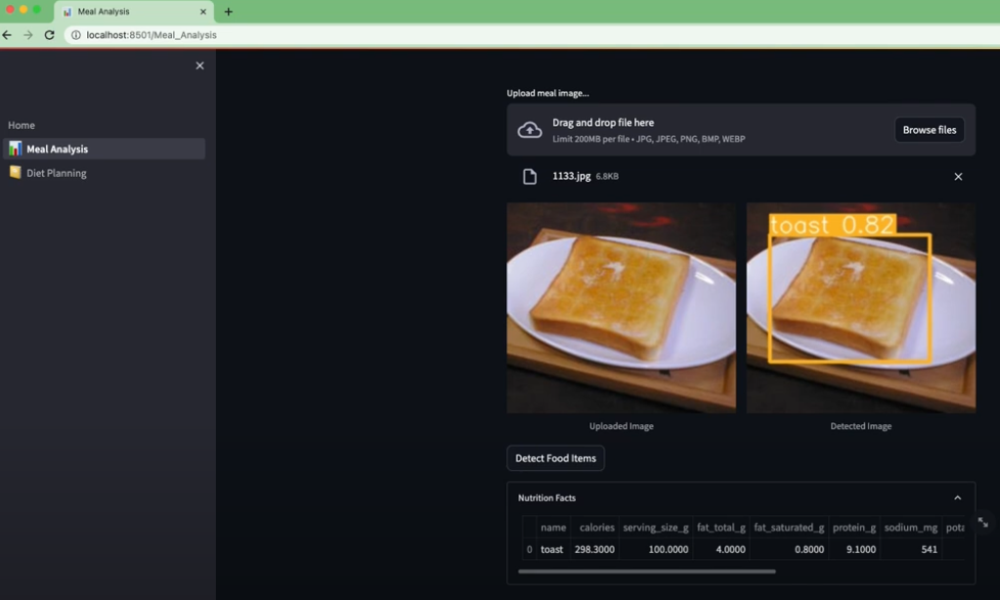 Meal Analysis
localhost:8501/Meal_Analysis
Home
Meal Analysis
Diet Planning
Upload meal image...
Drag and drop file here
Limit 200MB per file • JPG, JPEG, PNG, BMP, WEBP
Browse files
1133.jpg 6.8KB
toast 0.82
Uploaded Image
Detected Image
Detect Food Items
Nutrition Facts
name calories serving_size_g fat_total_g fat_saturated_g protein_g sodium_mg pota
0 toast 298.3000 100.0000 4.0000 0.8000 9.1000 541